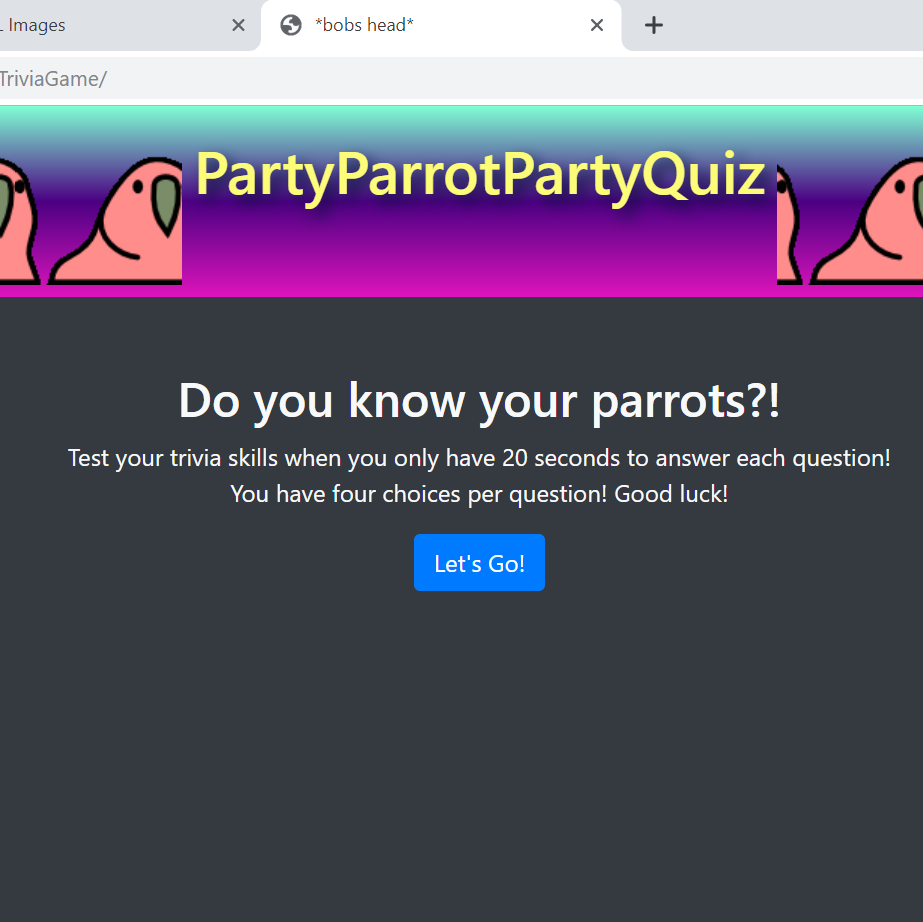 L Images
*bobs head*
TriviaGame/
PartyParrotPartyQuiz
Do you know your parrots?!
Test your trivia skills when you only have 20 seconds to answer each question!
You have four choices per question! Good luck!
Let's Go!